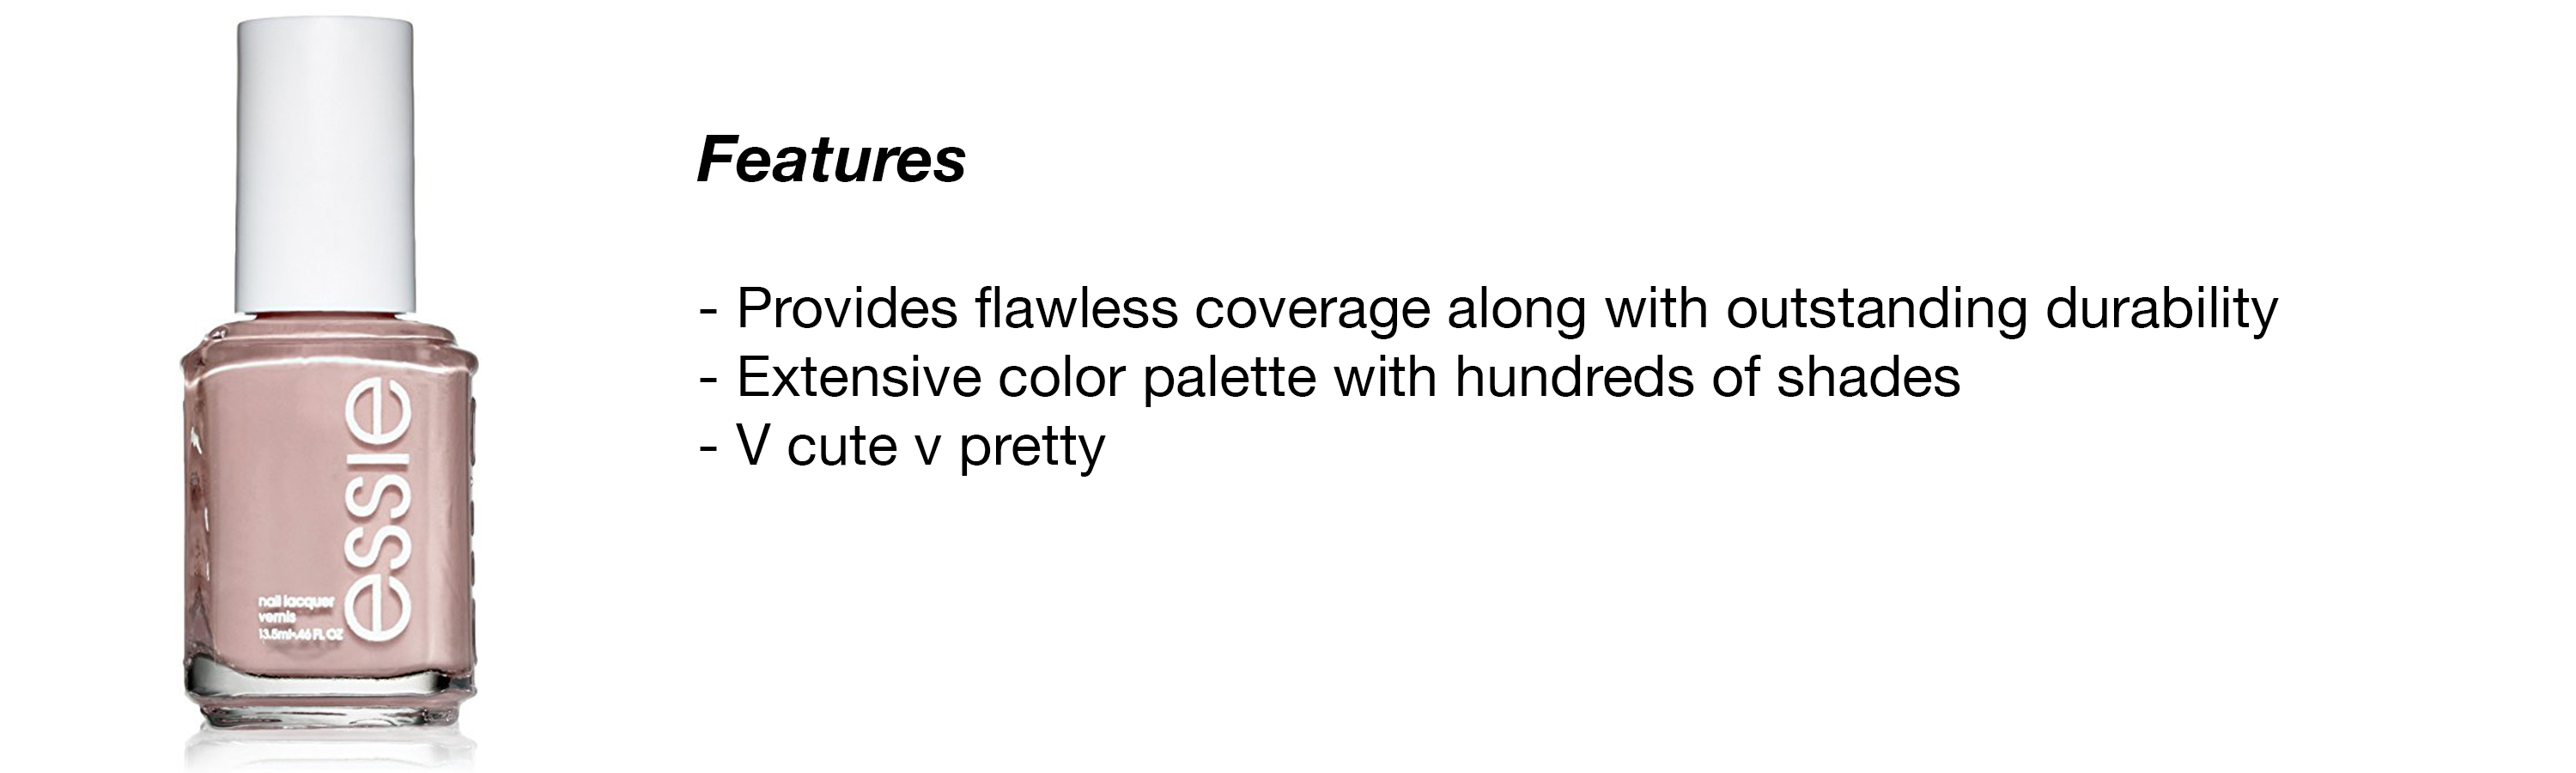 essie
nail lacquer
vernis
13.5ml-.46 FL OZ
Features
- Provides flawless coverage along with outstanding durability
- Extensive color palette with hundreds of shades
- V cute v pretty